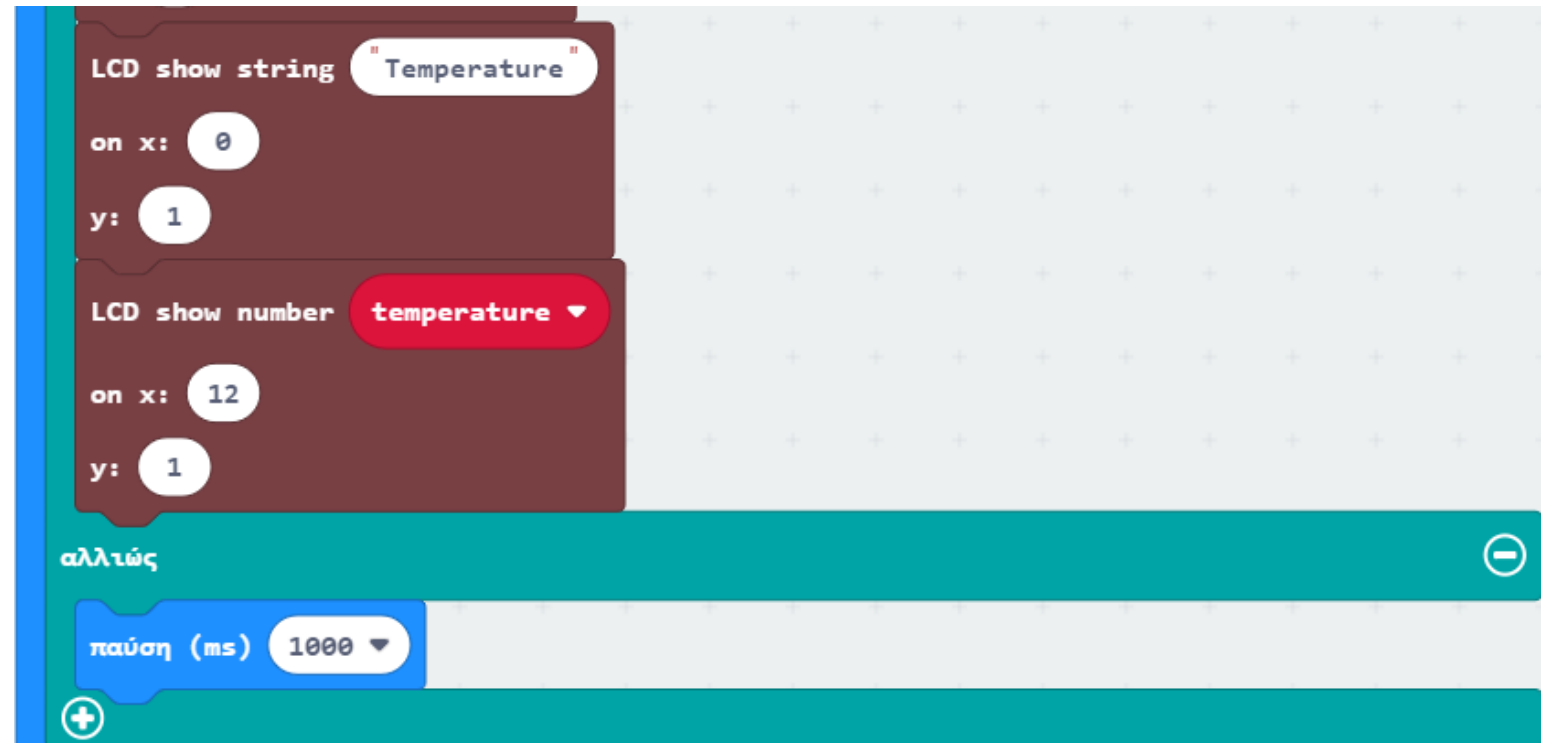 LCD show string "Temperature"
on x: 0
y: 1
LCD show number temperature
on x: 12
y: 1
αλλιώς
παύση (ms) 1000